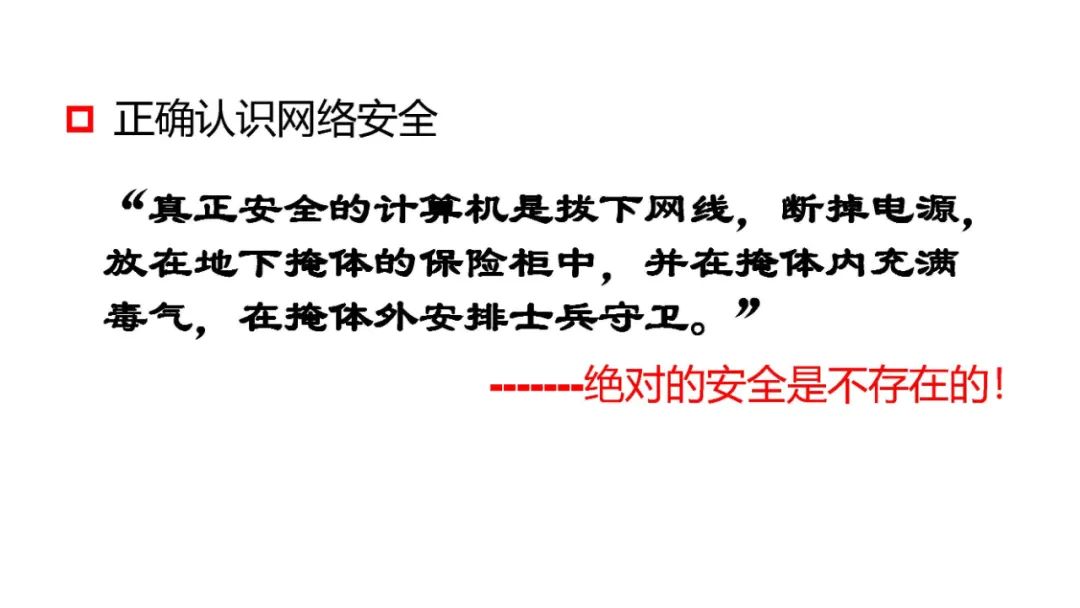 正确认识网络安全
“真正安全的计算机是拔下网线，断掉电源，
放在地下掩体的保险柜中，并在掩体内充满
毒气，在掩体外安排士兵守卫。”
-------绝对的安全是不存在的！